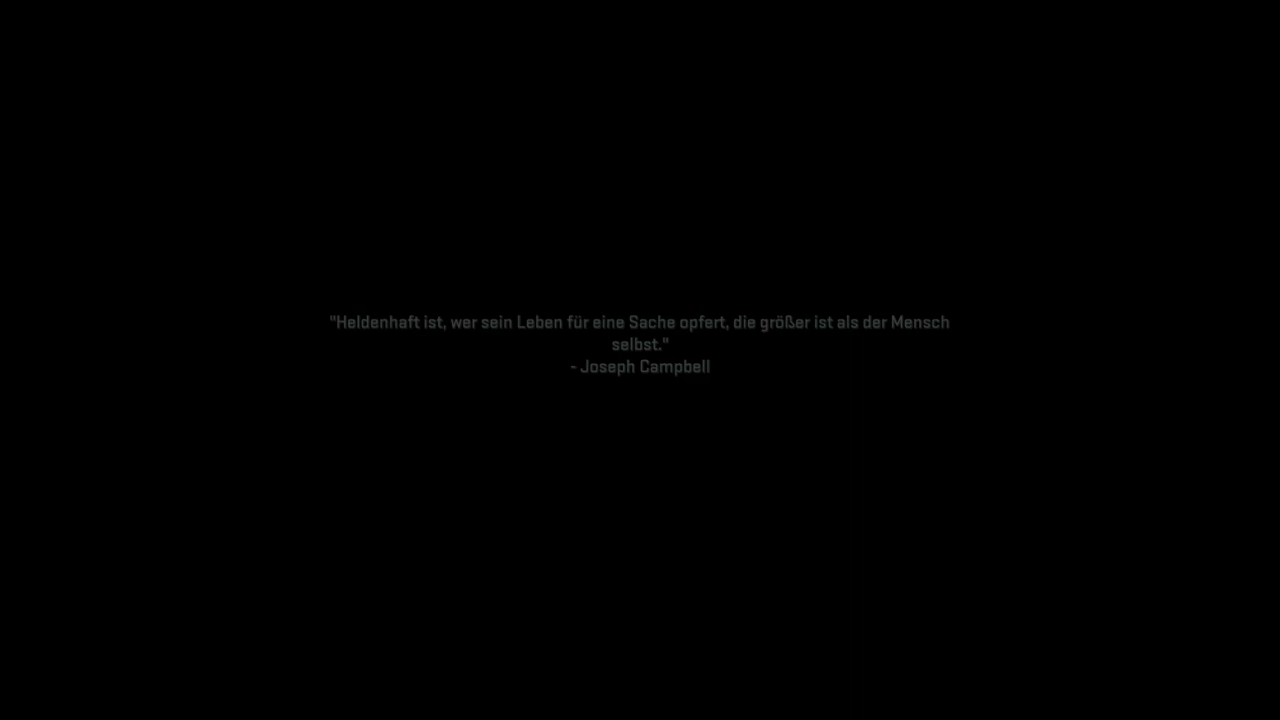 "Heldenhaft ist, wer sein Leben für eine Sache opfert, die größer ist als der Mensch
selbst."
- Joseph Campbell